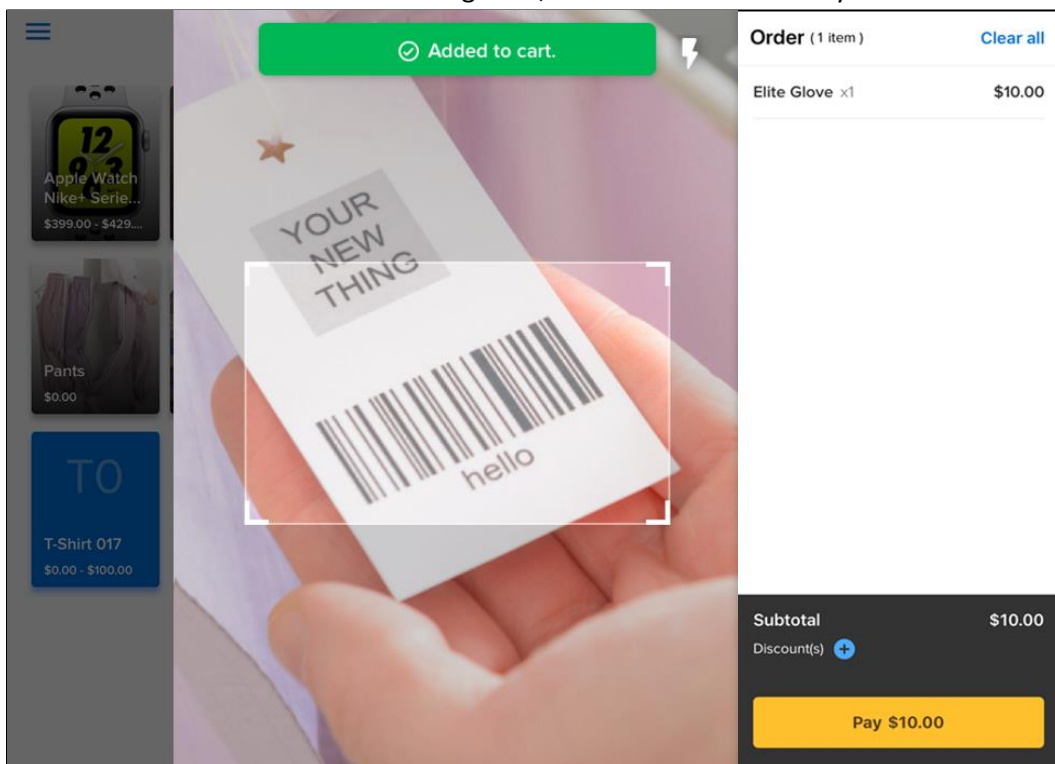 Added to cart.
Order (1 item)
Clear all
Elite Glove x1
$10.00
12
9 3
Apple Watch
Nike+ Serie...
$399.00 - $429....
YOUR
NEW
THING
Pants
$0.00
hello
TO
T-Shirt 017
$0.00 - $100.00
Subtotal
$10.00
Discount(s)
Pay $10.00